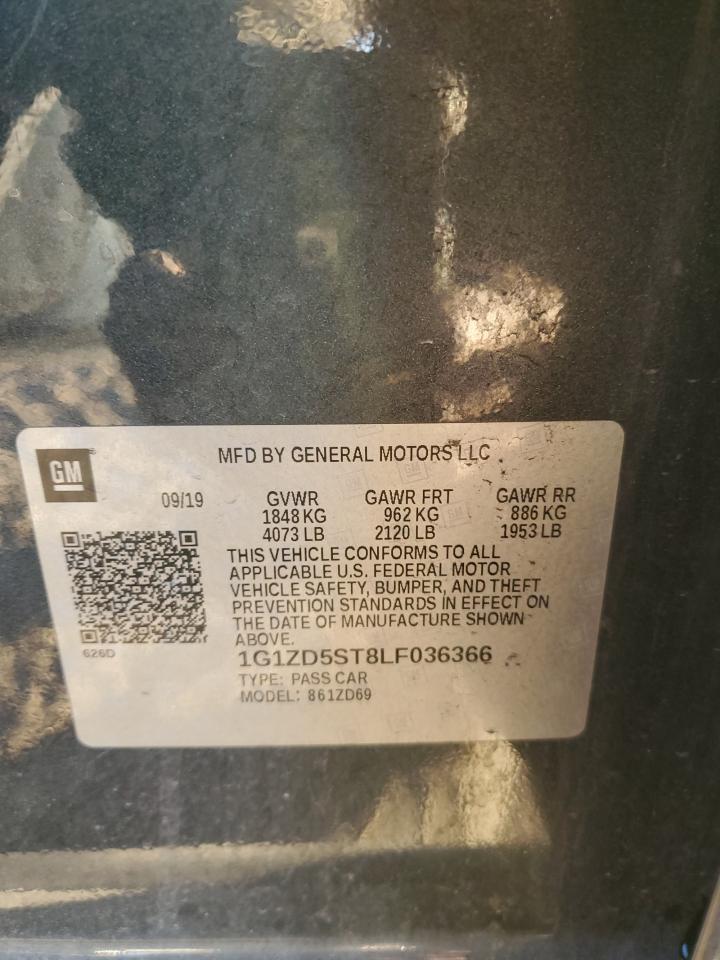 GM
MFD BY GENERAL MOTORS LLC
09/19
GVWR GAWR FRT GAWR RR
1848 KG 962 KG 886 KG
4073 LB 2120 LB 1953 LB
THIS VEHICLE CONFORMS TO ALL
APPLICABLE U.S. FEDERAL MOTOR
VEHICLE SAFETY, BUMPER, AND THEFT
PREVENTION STANDARDS IN EFFECT ON
THE DATE OF MANUFACTURE SHOWN
ABOVE.
626D
1G1ZD5ST8LF036366
TYPE: PASS CAR
MODEL: 861ZD69